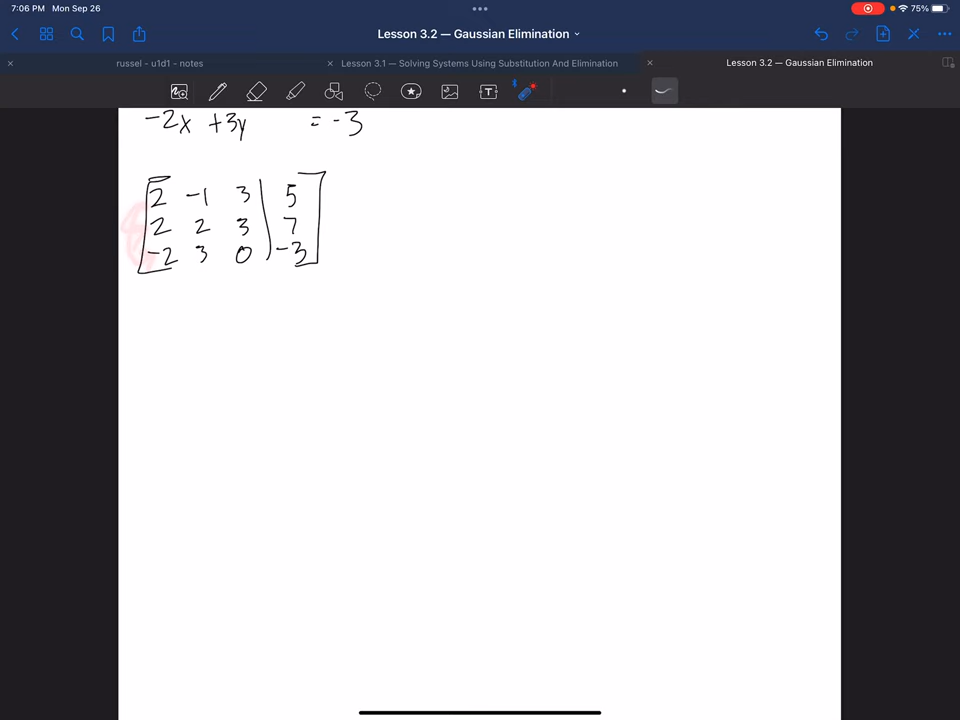 7:06 PM Mon Sep 26
75%
Lesson 3.2 — Gaussian Elimination
russel - u1d1 - notes
Lesson 3.1 — Solving Systems Using Substitution And Elimination
Lesson 3.2 — Gaussian Elimination
-2x +3y = -3
2 -1 3 | 5
2 2 3 | 7
-2 3 0 | -3